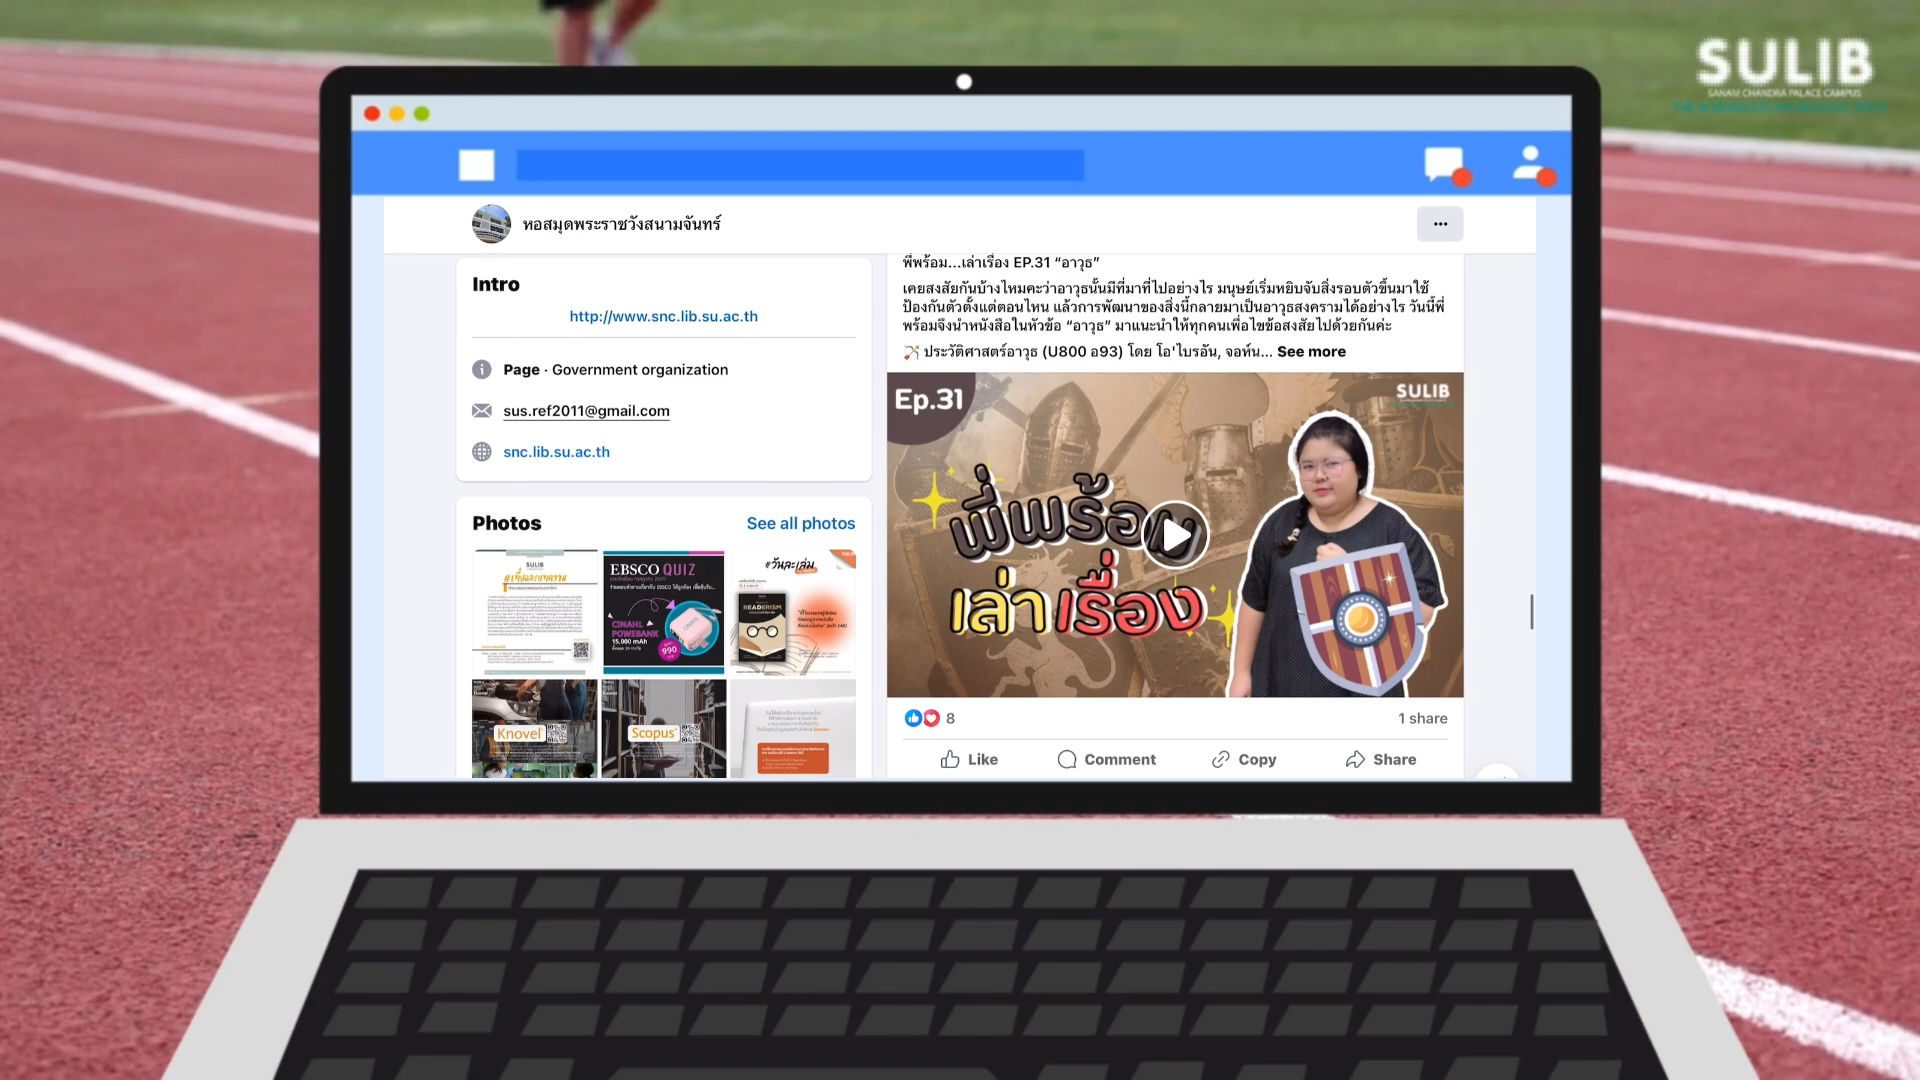 SULIB
SANAM CHANDRA PALACE CAMPUS
หอสมุดพระราชวังสนามจันทร์
Intro
http://www.snc.lib.su.ac.th
Page · Government organization
sus.ref2011@gmail.com
snc.lib.su.ac.th
Photos
See all photos
SULIB
EBSCO QUIZ
CINAHL
POWEBANK
15,000 mAh
990
#วันละเล่ม
READERISM
Knovel
Scopus
พี่พร้อม...เล่าเรื่อง EP.31 “อาวุธ”
เคยสงสัยกันบ้างไหมคะว่าอาวุธนั้นมีที่มาที่ไปอย่างไร มนุษย์เริ่มหยิบจับสิ่งรอบตัวขึ้นมาใช้
ป้องกันตัวตั้งแต่ตอนไหน แล้วการพัฒนาของสิ่งนี้กลายมาเป็นอาวุธสงครามได้อย่างไร วันนี้พี่
พร้อมจึงนำหนังสือในหัวข้อ “อาวุธ” มาแนะนำให้ทุกคนเพื่อไขข้อสงสัยไปด้วยกันค่ะ
ประวัติศาสตร์อาวุธ (U800 อ93) โดย โอ'ไบรอัน, จอห์น... See more
Ep.31
SULIB
พี่พร้อม
เล่าเรื่อง
8
1 share
Like
Comment
Copy
Share